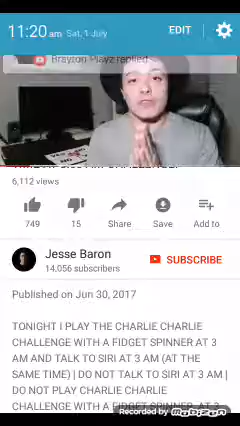 11:20 am Sat, 1 July EDIT
Brayzon Playz replied
6,112 views
749 15 Share Save Add to
Jesse Baron
14,056 subscribers
SUBSCRIBE
Published on Jun 30, 2017
TONIGHT I PLAY THE CHARLIE CHARLIE
CHALLENGE WITH A FIDGET SPINNER AT 3
AM AND TALK TO SIRI AT 3 AM (AT THE
SAME TIME) | DO NOT TALK TO SIRI AT 3 AM |
DO NOT PLAY CHARLIE CHARLIE
CHALLENGE WITH A FIDGET SPINNER AT 3
Recorded by Mobizen